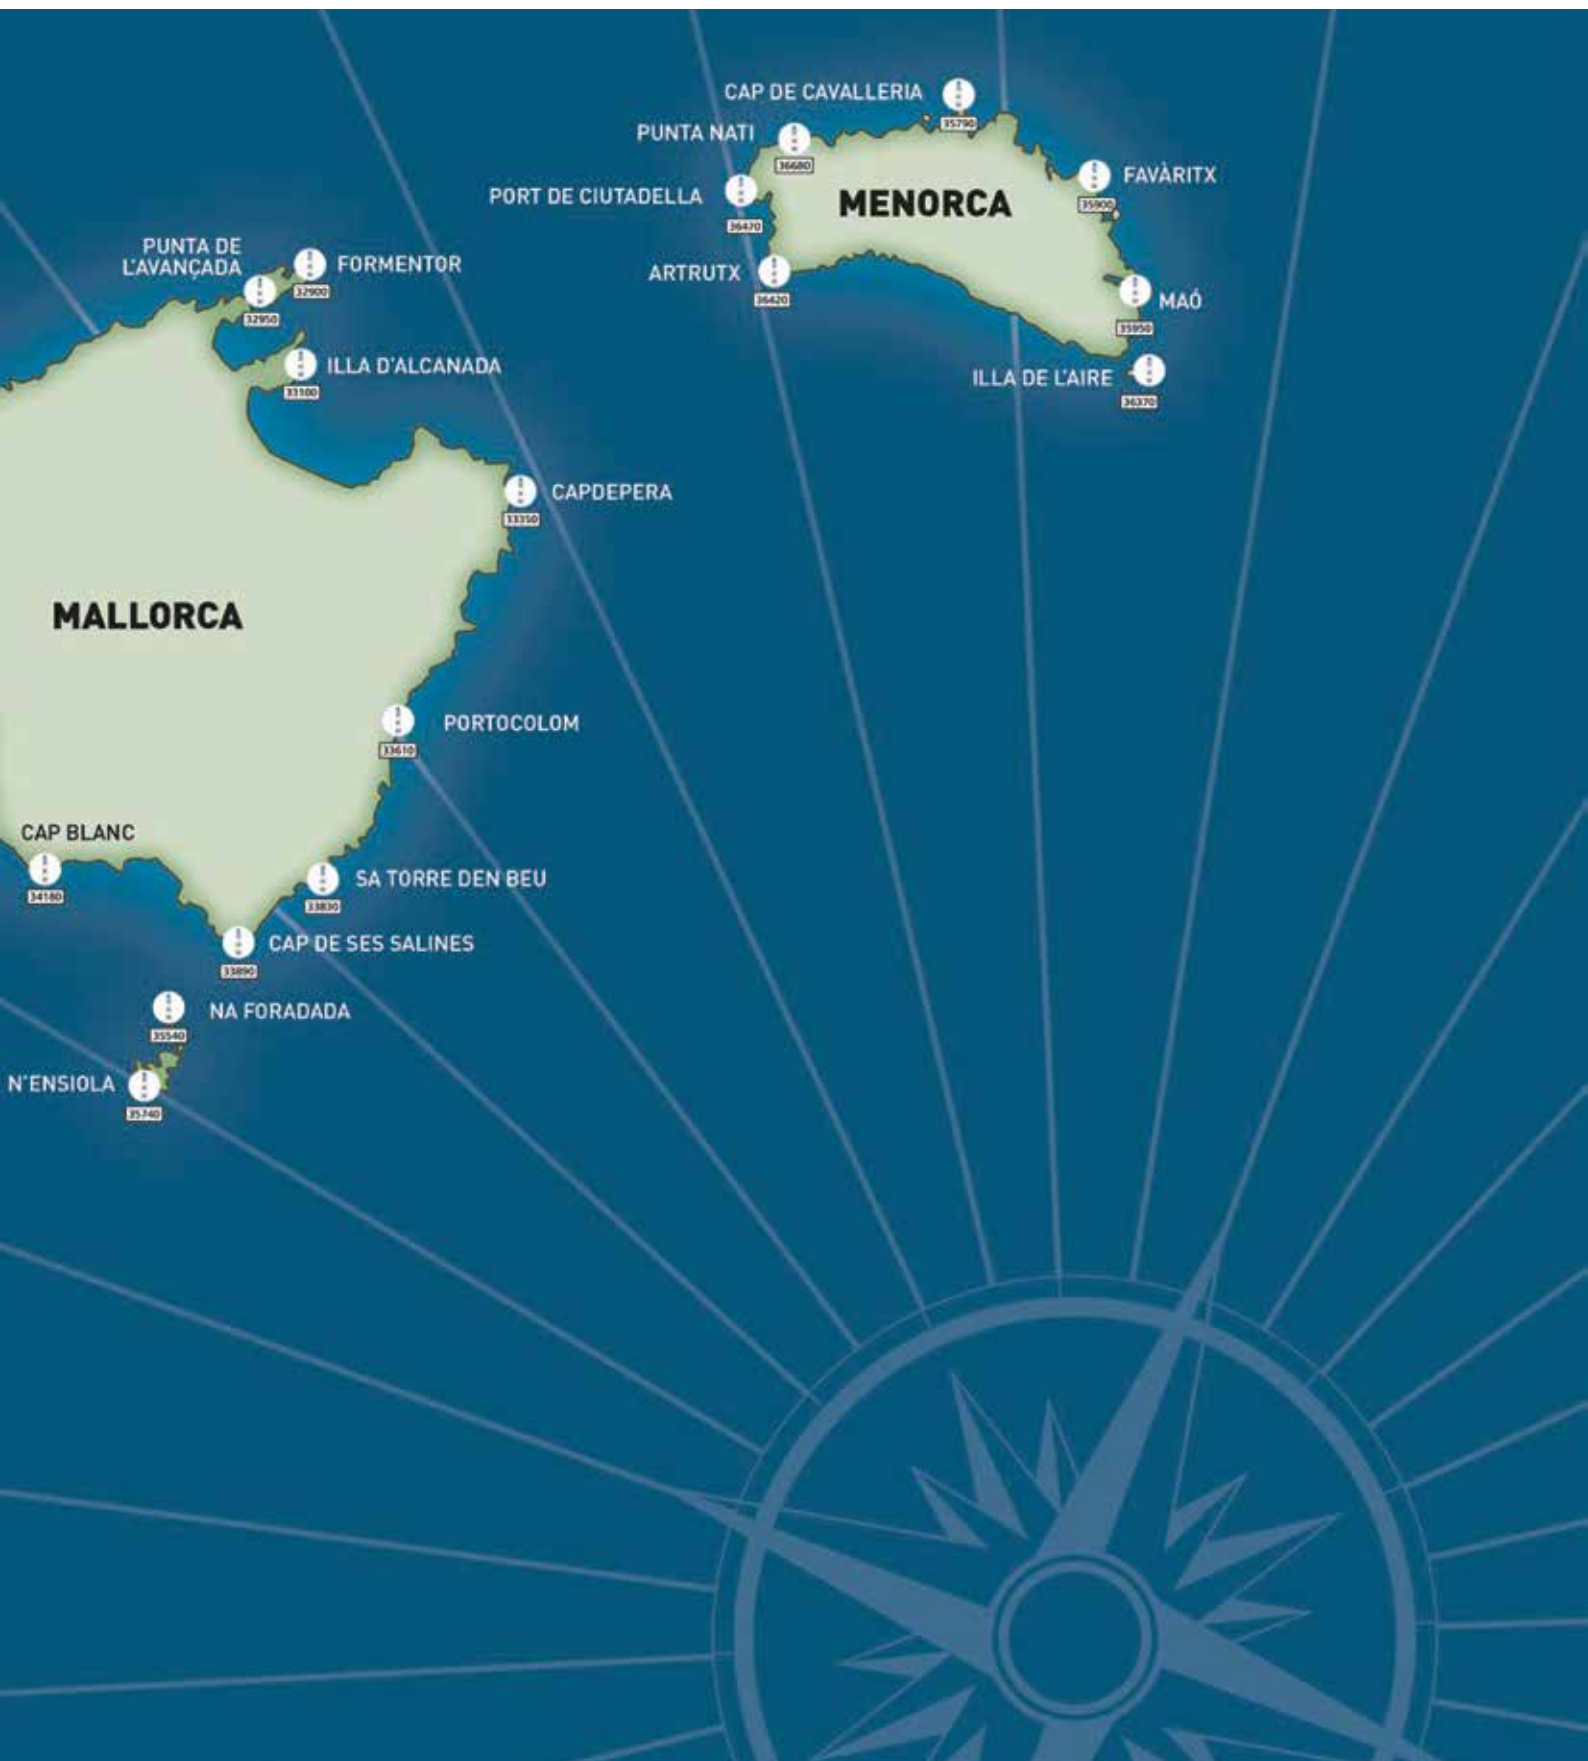 CAP DE CAVALLERIA
35790
PUNTA NATI
36680
FAVÀRITX
35900
PORT DE CIUTADELLA
36470
MENORCA
PUNTA DE
L'AVANÇADA
32950
FORMENTOR
32900
ARTRUTX
36420
MAÓ
35950
ILLA D'ALCANADA
33100
ILLA DE L'AIRE
36370
CAPDEPERA
33350
MALLORCA
PORTOCOLOM
33610
CAP BLANC
34180
SA TORRE DEN BEU
33830
CAP DE SES SALINES
33890
NA FORADADA
35540
N'ENSIOLA
35740